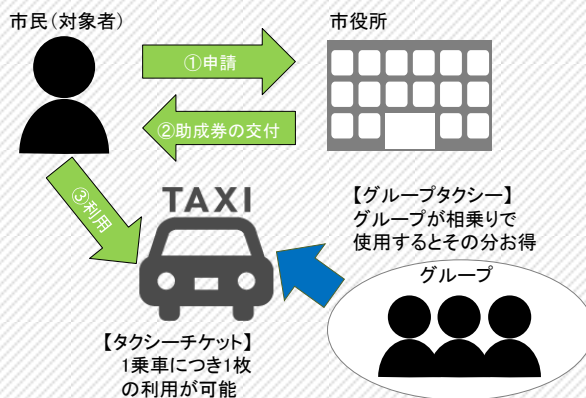 市民（対象者）
市役所
①申請
②助成券の交付
③利用
TAXI
【グループタクシー】
グループが相乗りで
使用するとその分お得
グループ
【タクシーチケット】
1乗車につき1枚
の利用が可能